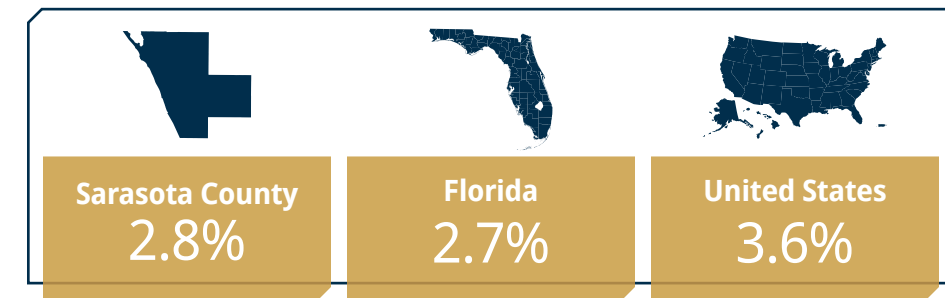 Sarasota County
2.8%
Florida
2.7%
United States
3.6%